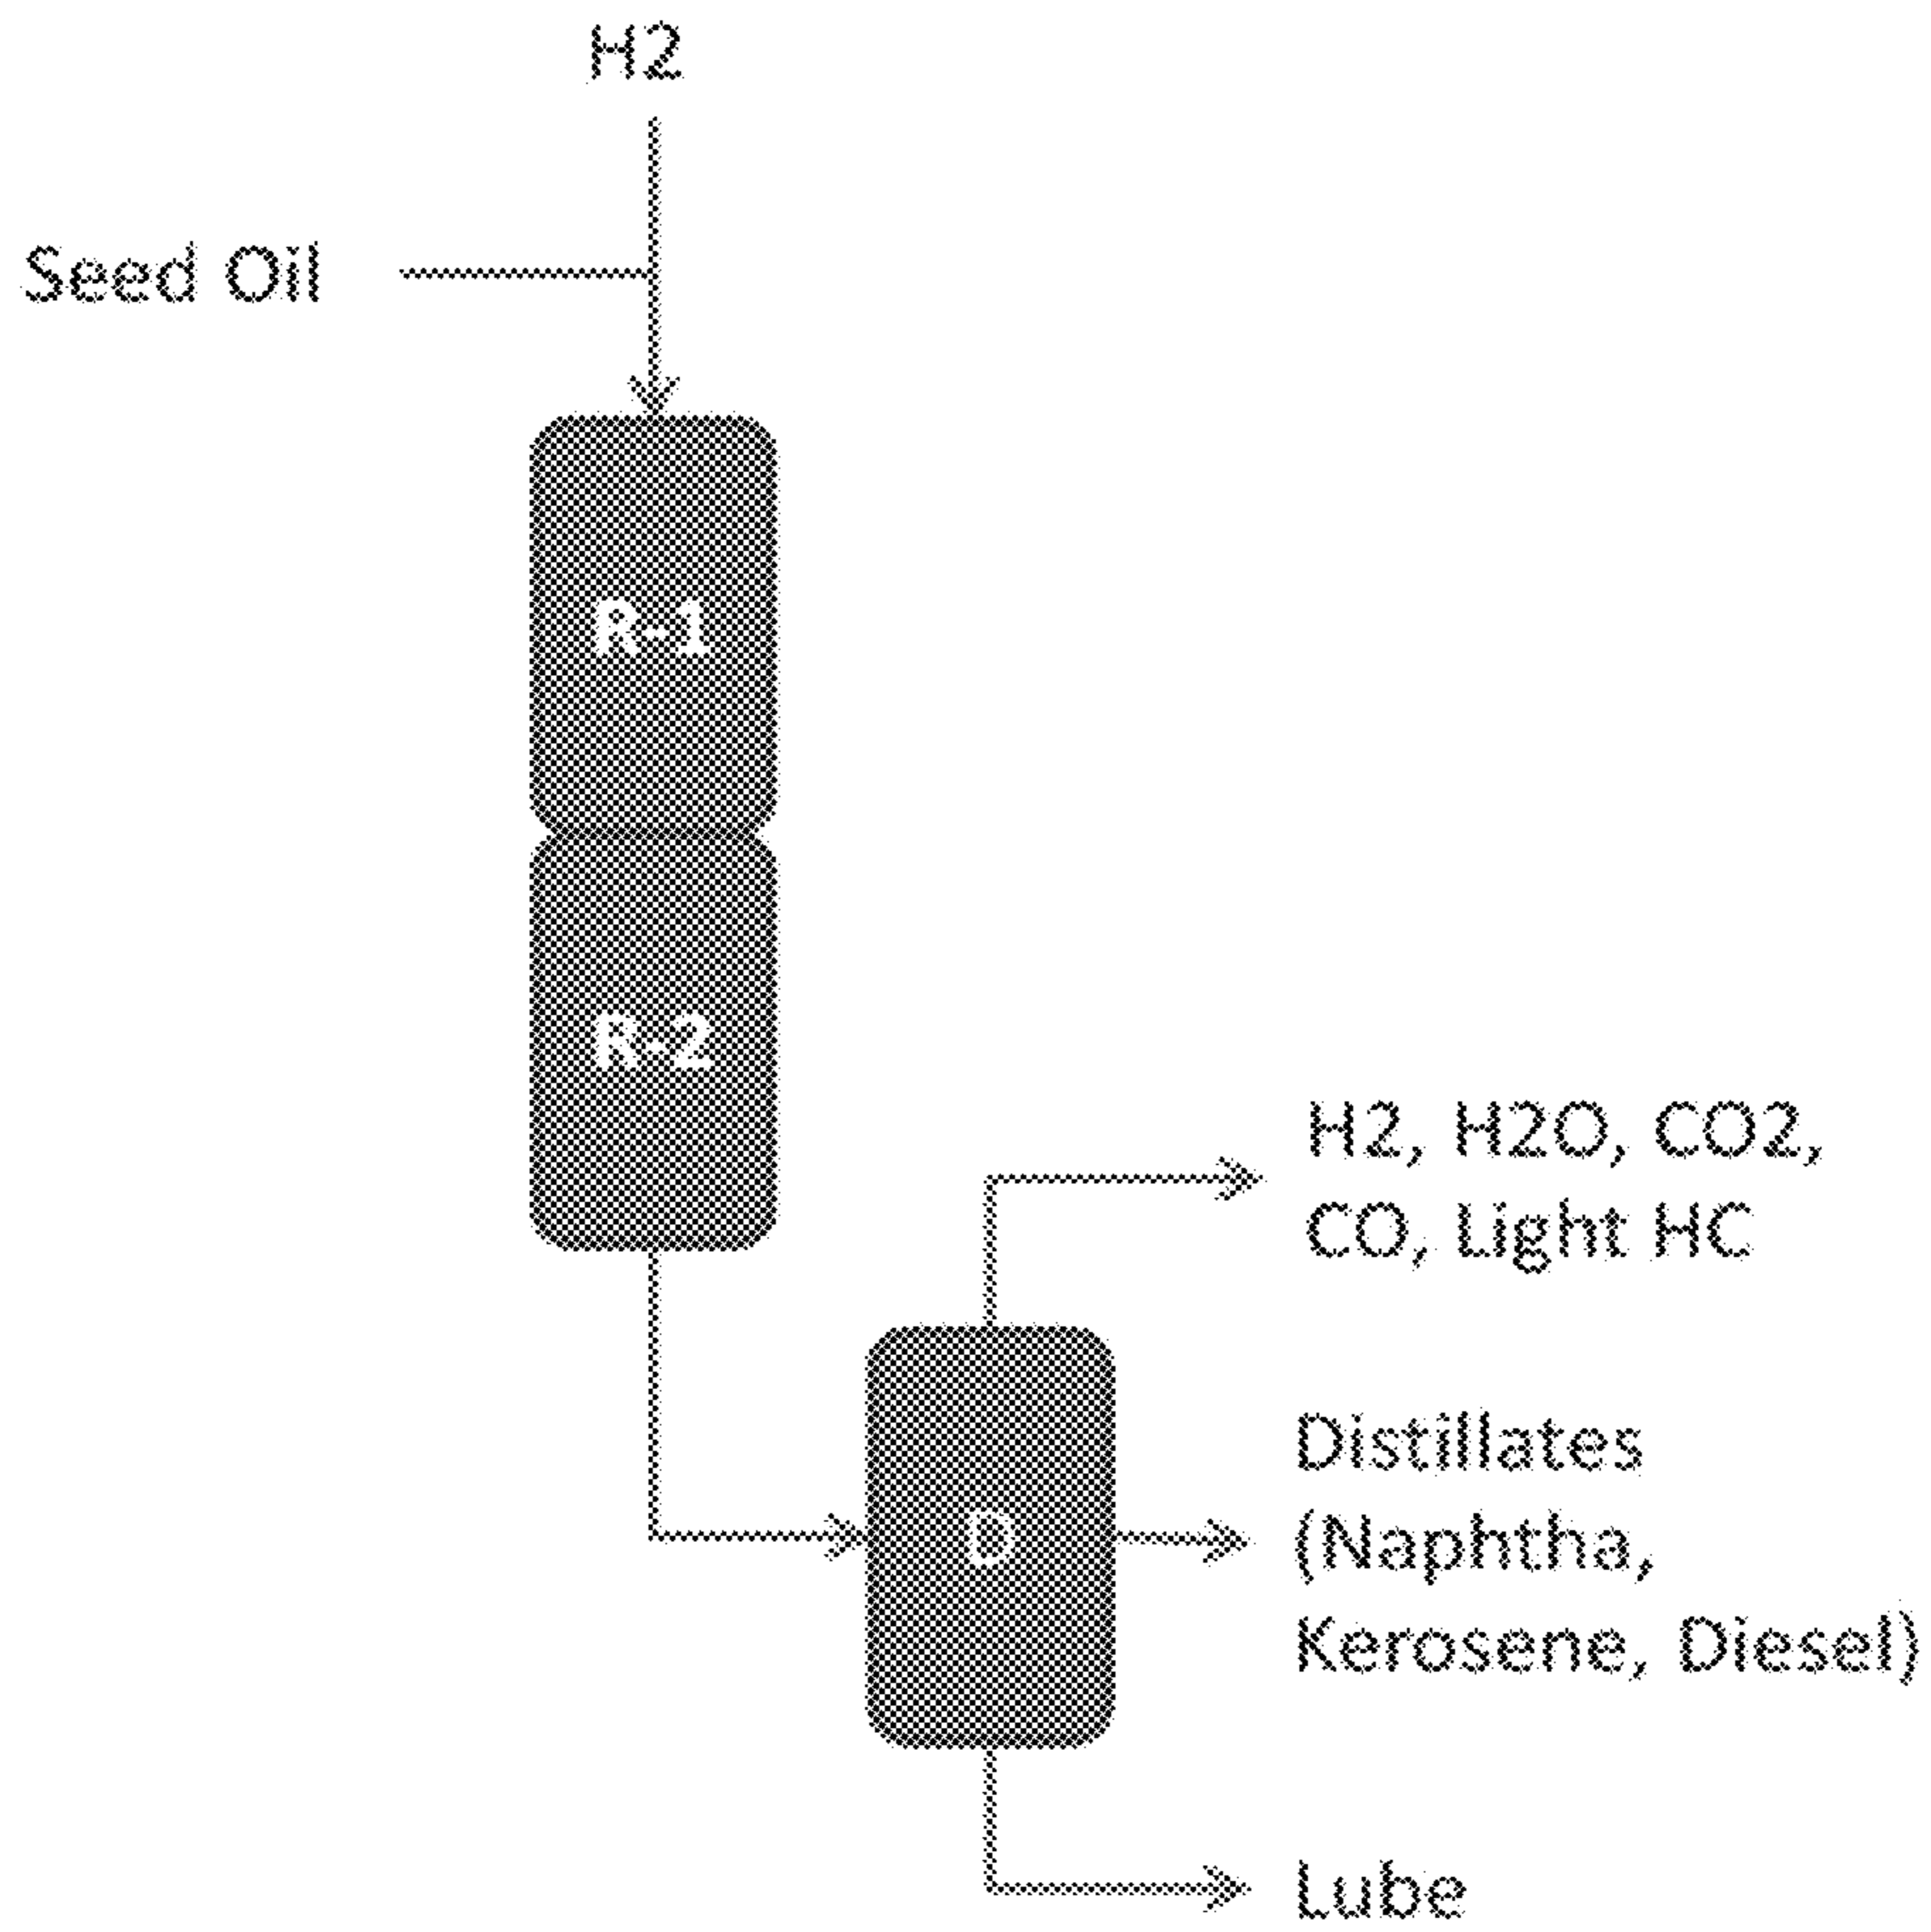 H2
Seed Oil
R-1
R-2
H2, H2O, CO2,
CO, Light HC
D
Distillates
(Naphtha,
Kerosene, Diesel)
Lube